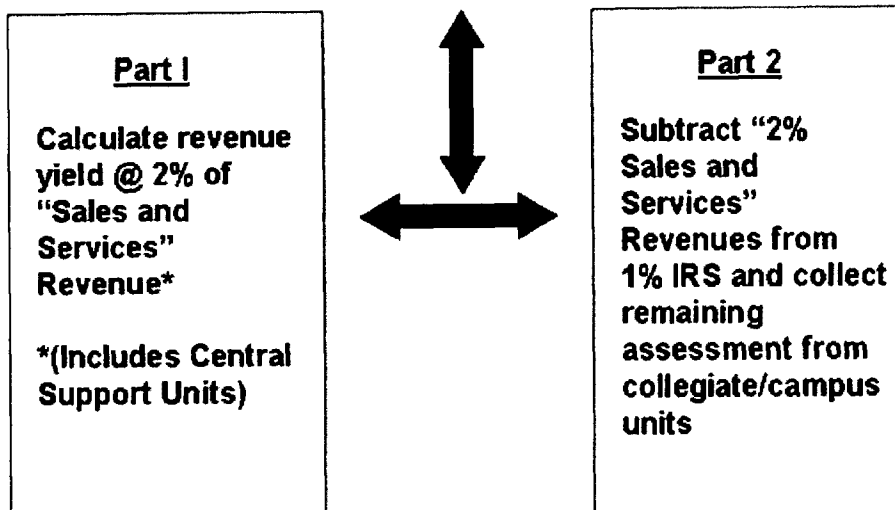 Part I
Calculate revenue
yield @ 2% of
“Sales and
Services”
Revenue*
*(Includes Central
Support Units)
Part 2
Subtract “2%
Sales and
Services”
Revenues from
1% IRS and collect
remaining
assessment from
collegiate/campus
units